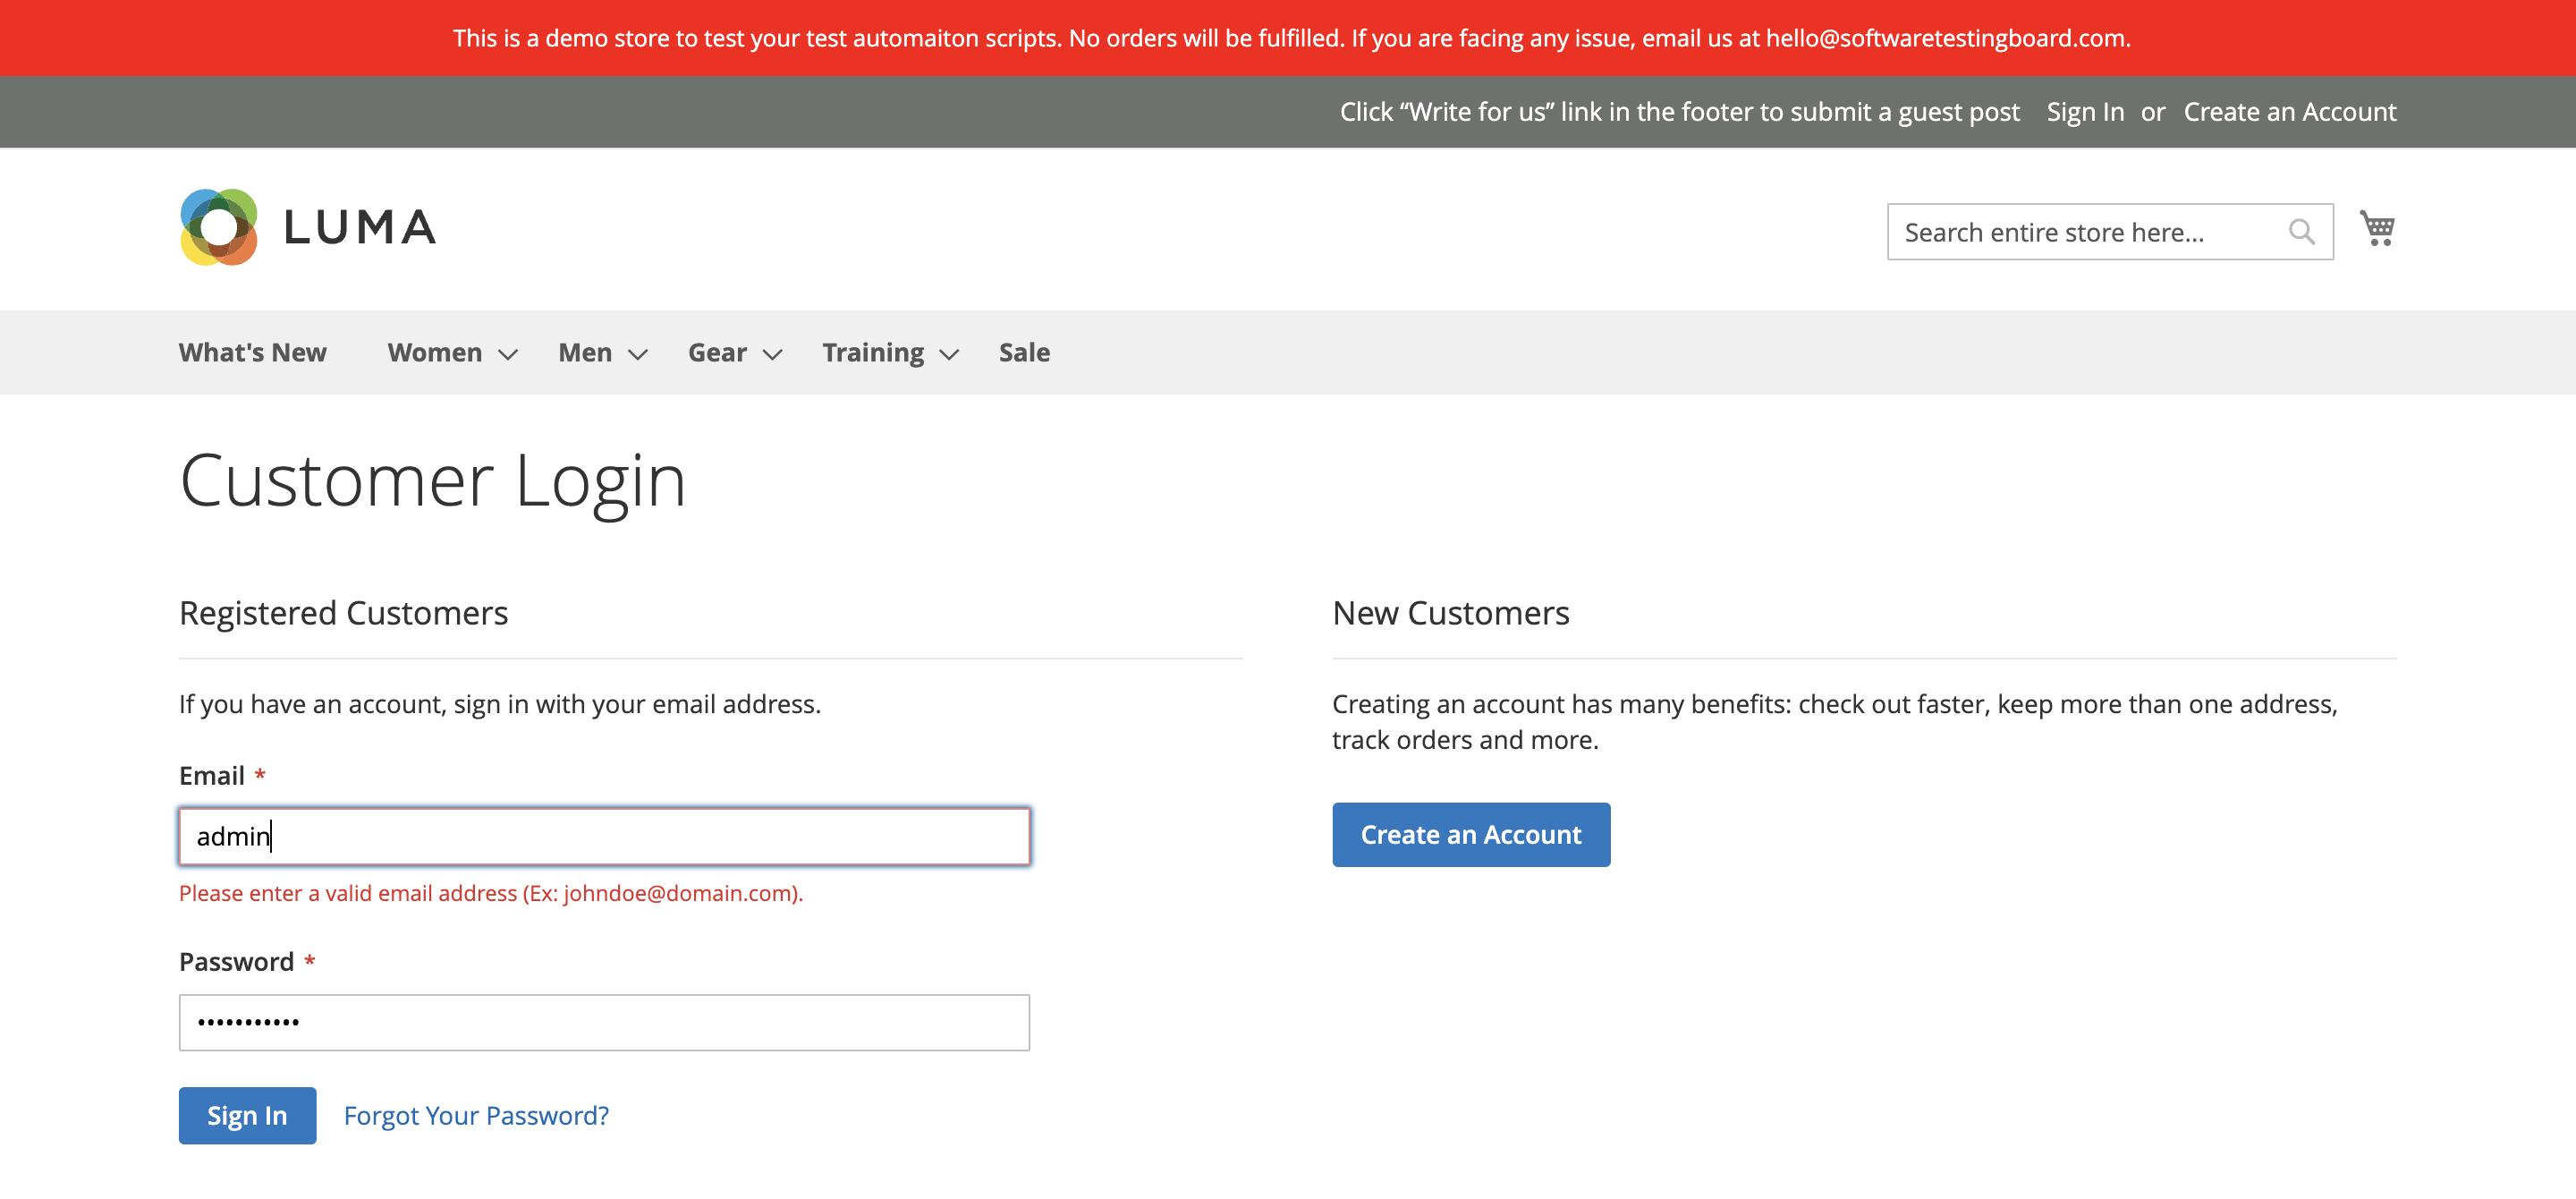 This is a demo store to test your test automaiton scripts. No orders will be fulfilled. If you are facing any issue, email us at hello@softwaretestingboard.com.
Click “Write for us” link in the footer to submit a guest post Sign In or Create an Account
LUMA
Search entire store here...
What's New Women Men Gear Training Sale
Customer Login
Registered Customers
If you have an account, sign in with your email address.
Email *
admin
Please enter a valid email address (Ex: johndoe@domain.com).
Password *
•••••••••••
Sign In Forgot Your Password?
New Customers
Creating an account has many benefits: check out faster, keep more than one address,
track orders and more.
Create an Account